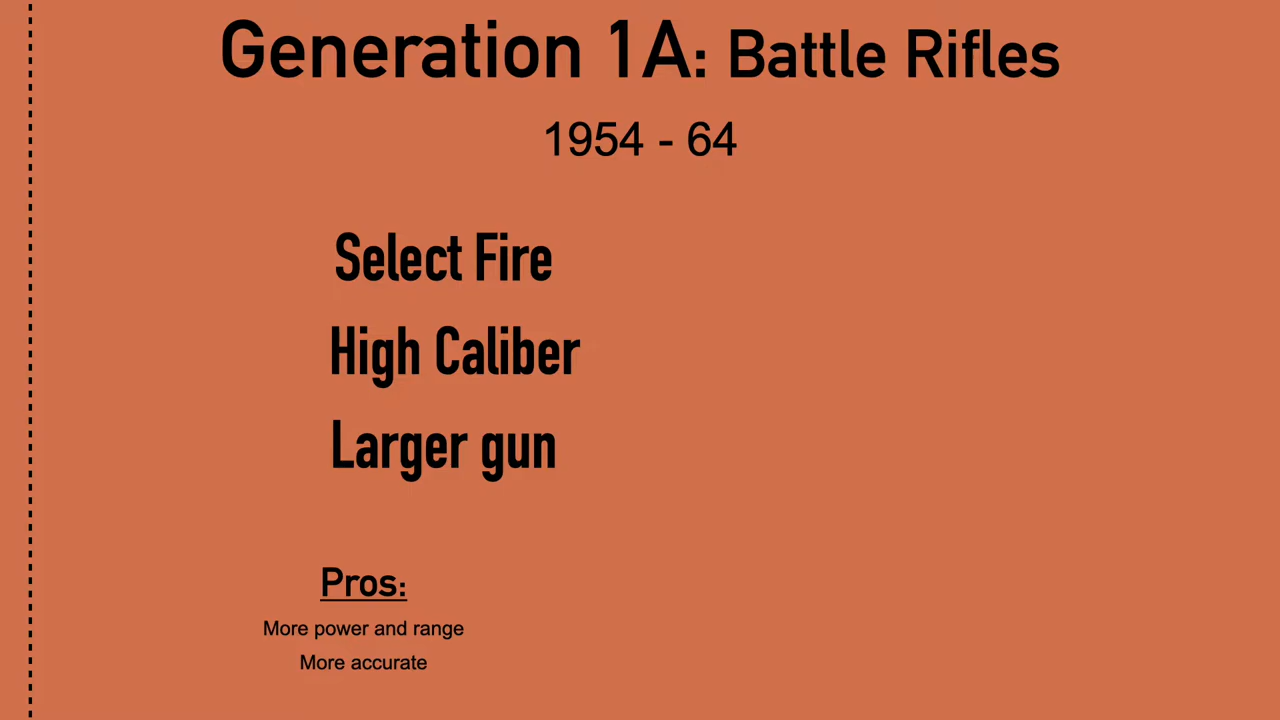 Generation 1A: Battle Rifles
1954 - 64
Select Fire
High Caliber
Larger gun
Pros:
More power and range
More accurate